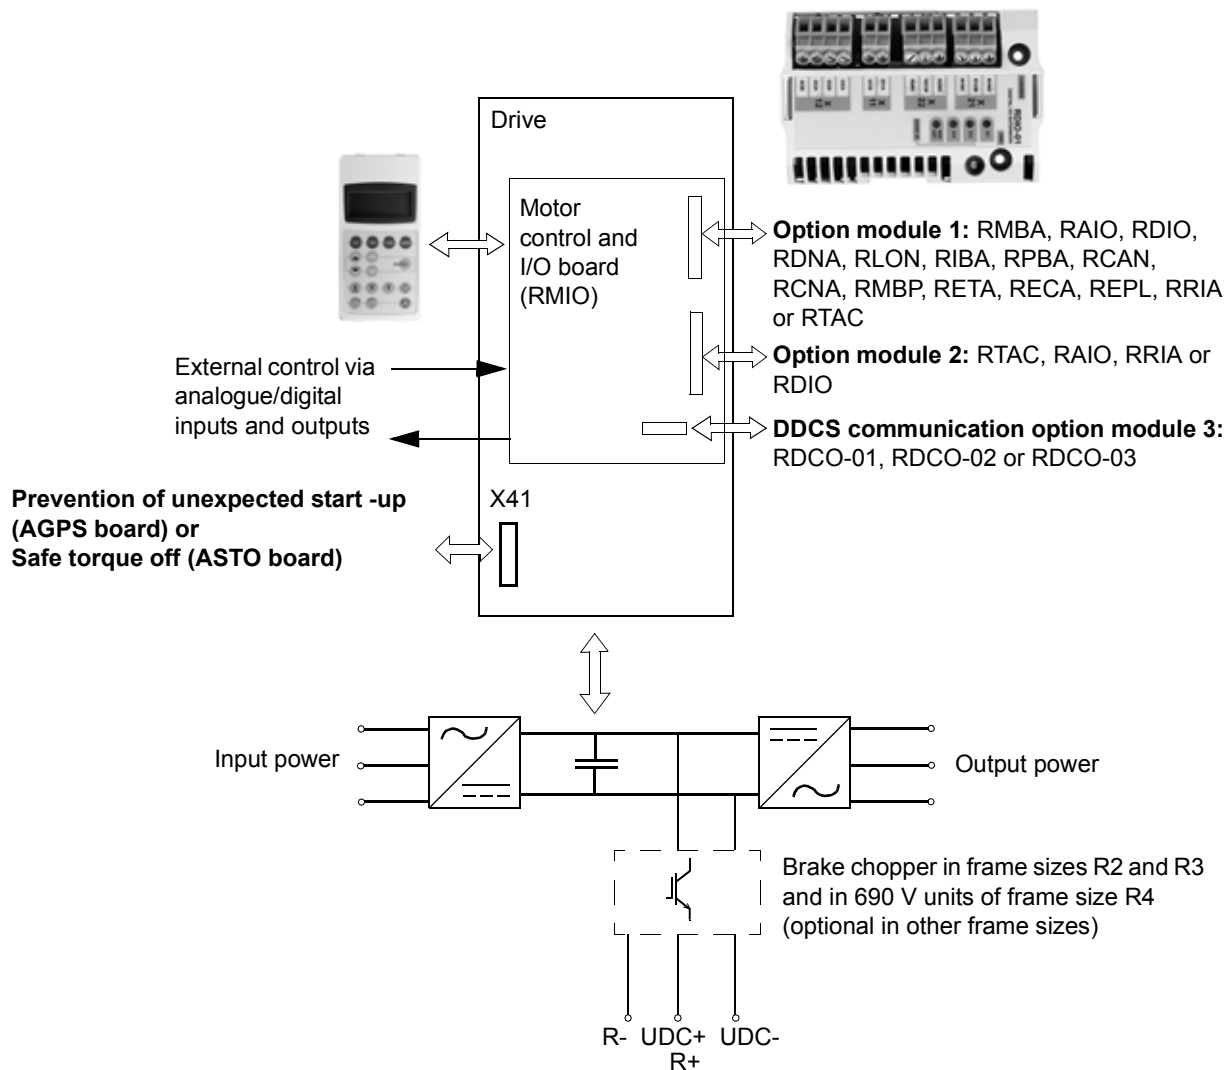 Drive
Motor
control and
I/O board
(RMIO)
RDIO-01
Option module 1: RMBA, RAIO, RDIO,
RDNA, RLON, RIBA, RPBA, RCAN,
RCNA, RMBP, RETA, RECA, REPL, RRIA
or RTAC
External control via
analogue/digital
inputs and outputs
Option module 2: RTAC, RAIO, RRIA or
RDIO
DDCS communication option module 3:
RDCO-01, RDCO-02 or RDCO-03
Prevention of unexpected start -up
(AGPS board) or
Safe torque off (ASTO board)
X41
Input power
Output power
Brake chopper in frame sizes R2 and R3
and in 690 V units of frame size R4
(optional in other frame sizes)
R- UDC+ UDC-
R+